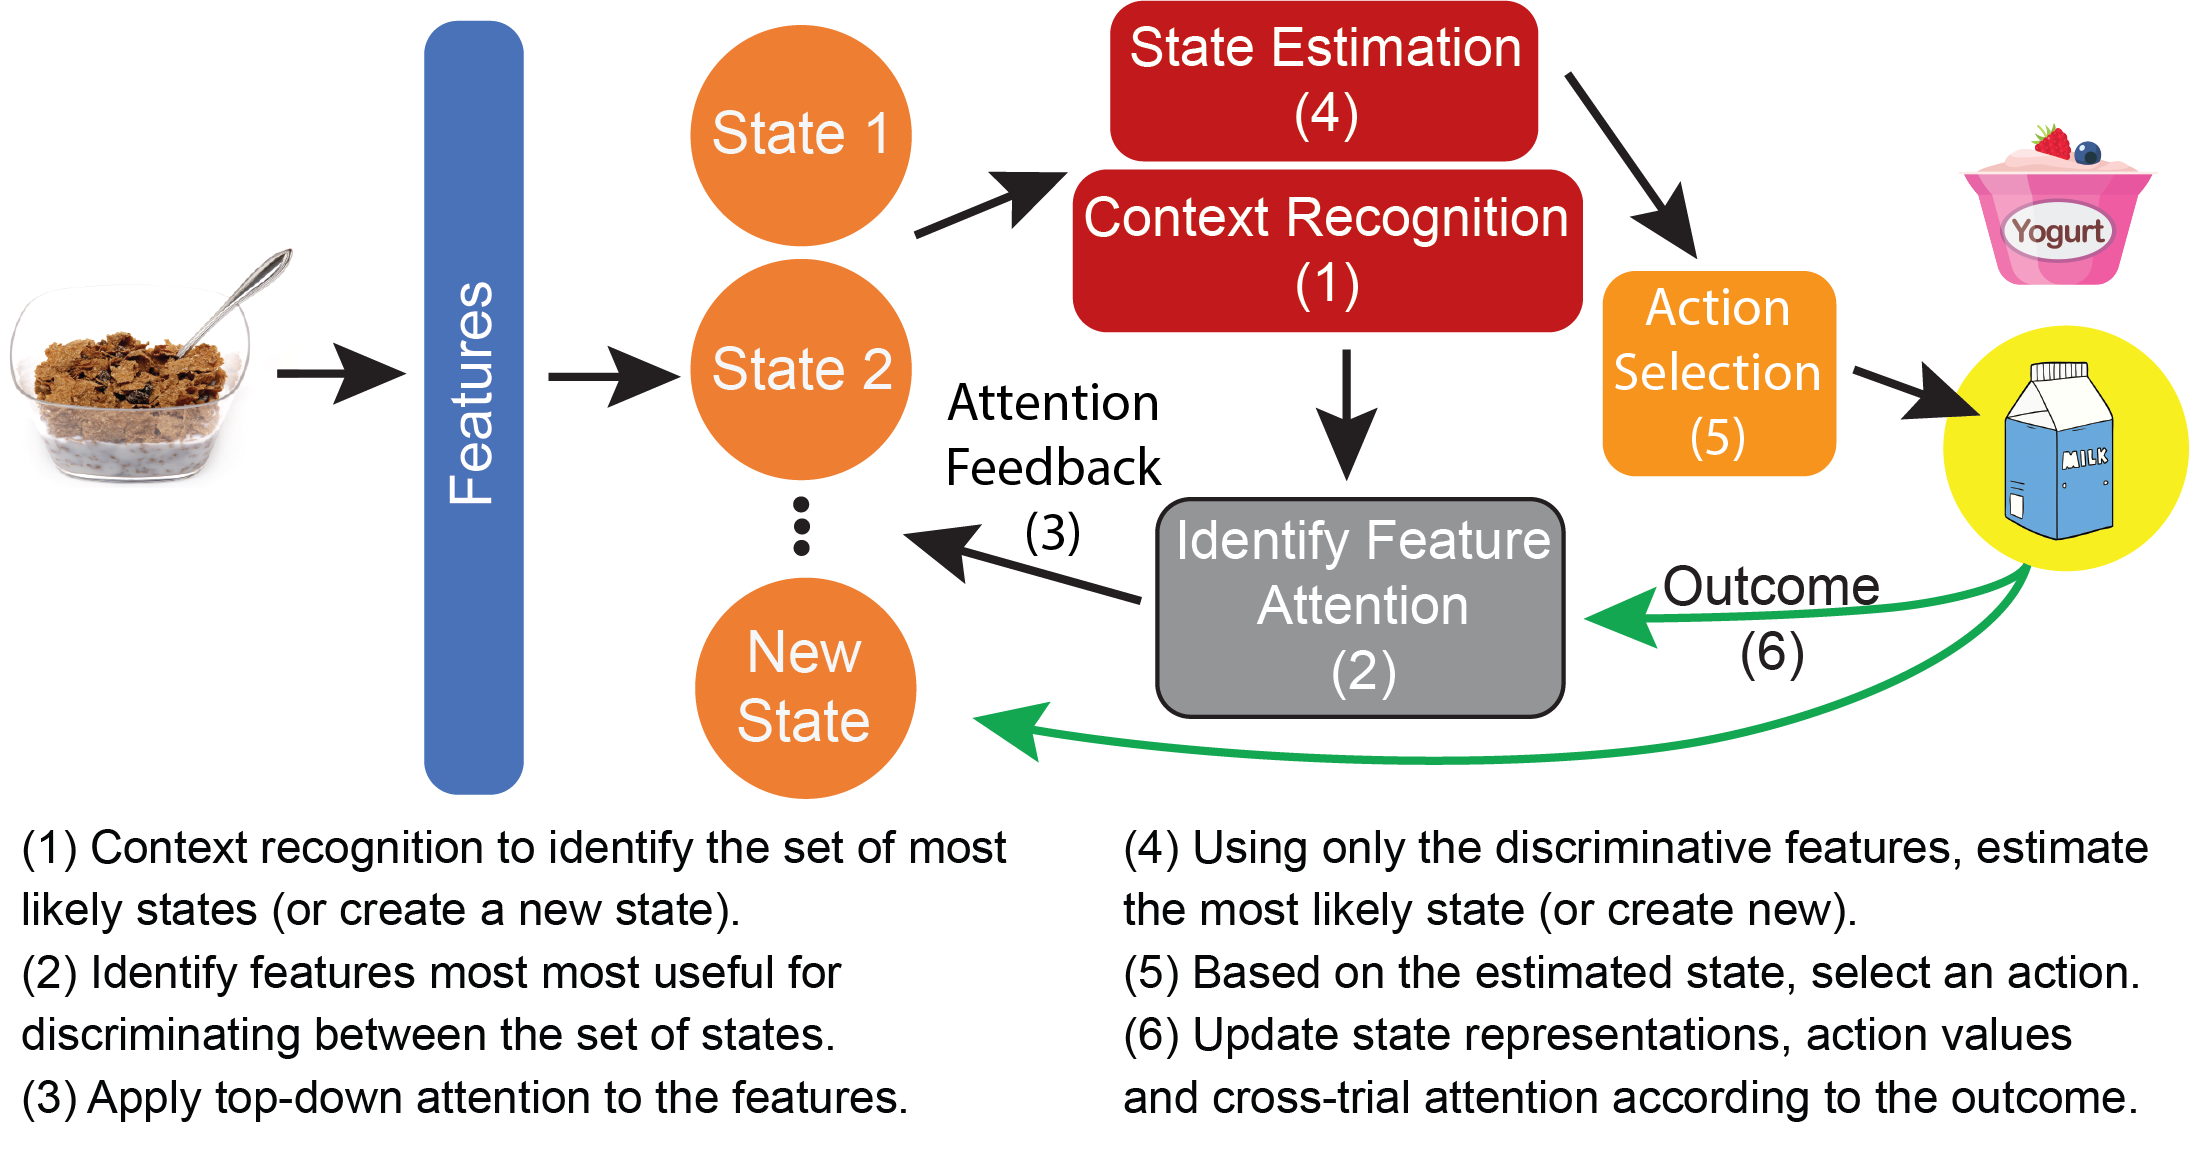 State Estimation
(4)
State 1
Context Recognition
(1)
Yogurt
Action
Selection
(5)
Features
State 2
Attention
Feedback
(3)
MILK
Identify Feature
Attention
(2)
Outcome
(6)
New
State
(1) Context recognition to identify the set of most
likely states (or create a new state).
(2) Identify features most most useful for
discriminating between the set of states.
(3) Apply top-down attention to the features.
(4) Using only the discriminative features, estimate
the most likely state (or create new).
(5) Based on the estimated state, select an action.
(6) Update state representations, action values
and cross-trial attention according to the outcome.